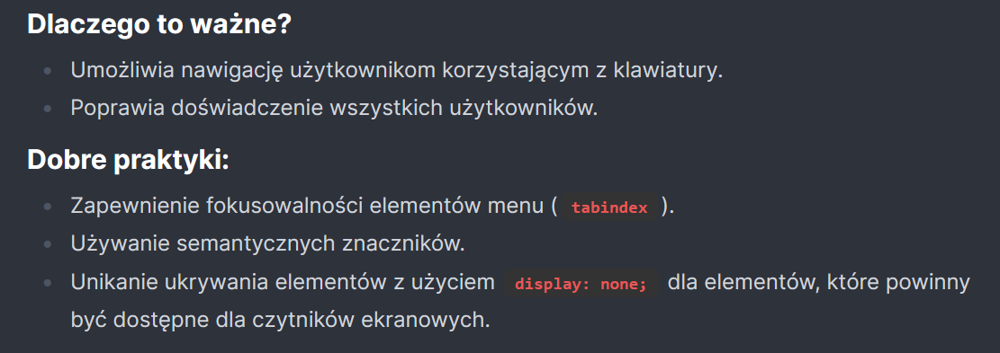 Dlaczego to ważne?
Umożliwia nawigację użytkownikom korzystającym z klawiatury.
Poprawia doświadczenie wszystkich użytkowników.
Dobre praktyki:
Zapewnienie fokusowalności elementów menu ( tabindex ).
Używanie semantycznych znaczników.
Unikanie ukrywania elementów z użyciem display: none; dla elementów, które powinny
być dostępne dla czytników ekranowych.